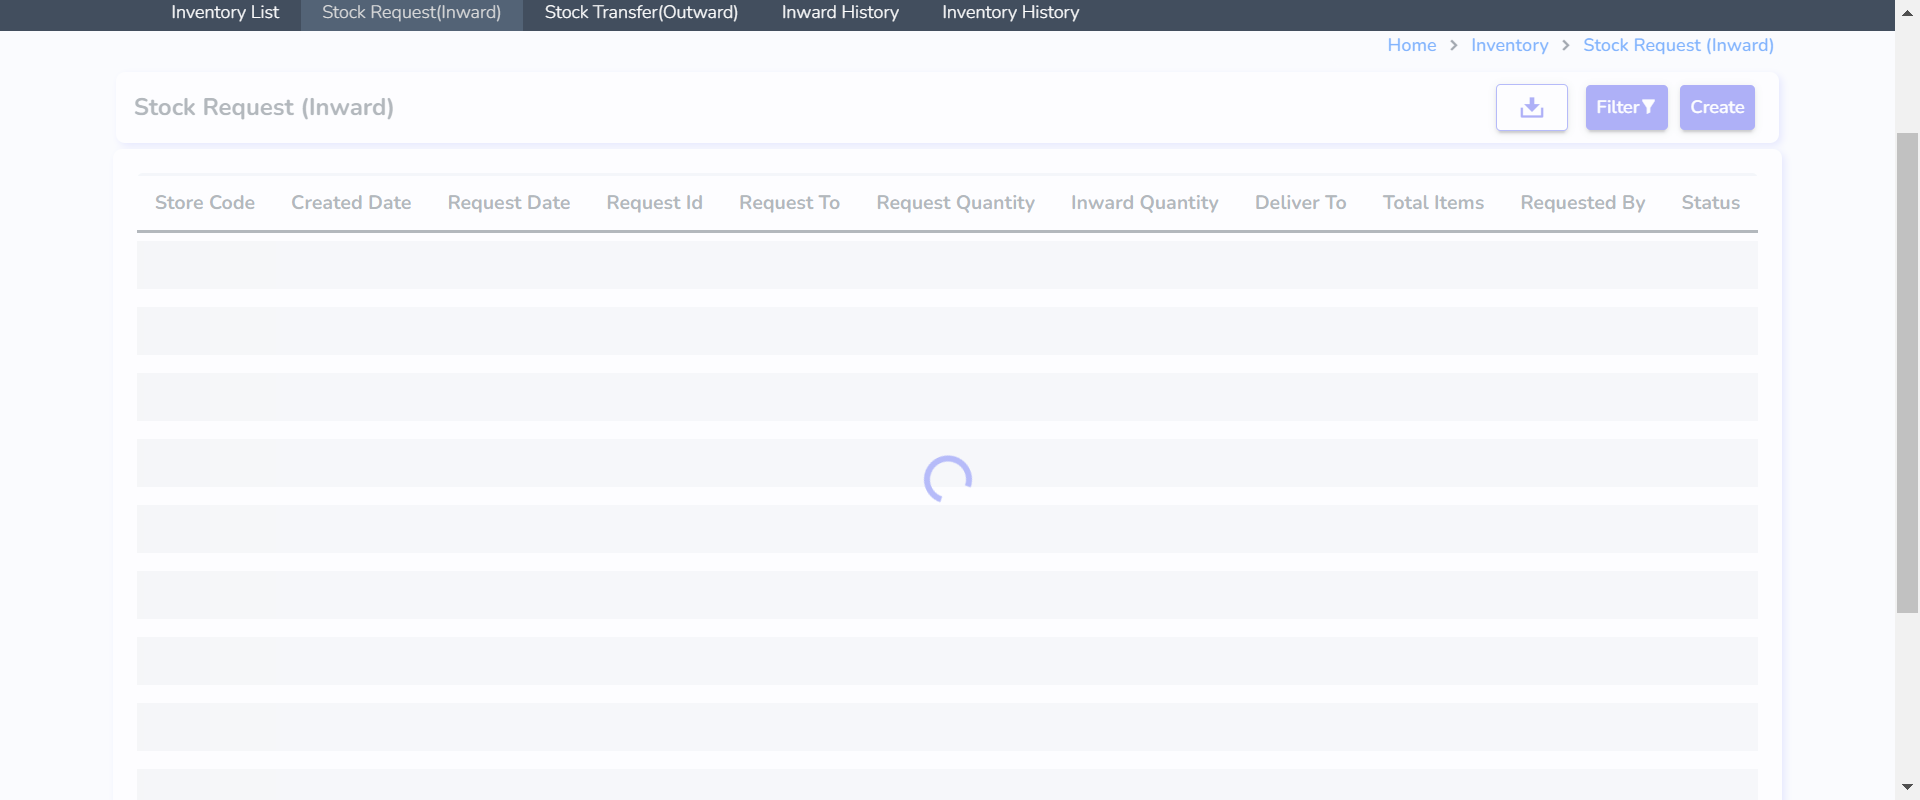 Inventory List Stock Request(Inward) Stock Transfer(Outward) Inward History Inventory History
Home Inventory Stock Request (Inward)
Stock Request (Inward) Filter Create
Store Code Created Date Request Date Request Id Request To Request Quantity Inward Quantity Deliver To Total Items Requested By Status